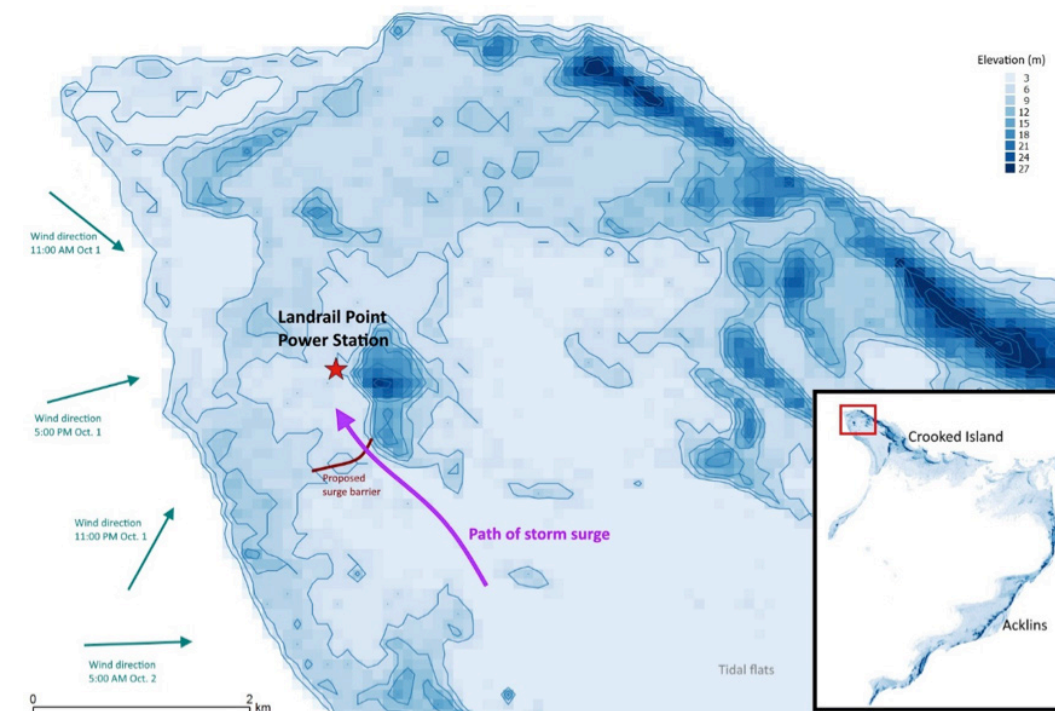 Elevation (m)
3
6
9
12
15
18
21
24
27
Wind direction
11:00 AM Oct 1
Landrail Point
Power Station
Wind direction
5:00 PM Oct. 1
Proposed
surge barrier
Wind direction
11:00 PM Oct. 1
Path of storm surge
Wind direction
5:00 AM Oct. 2
Tidal flats
Crooked Island
Acklins
0
2
km